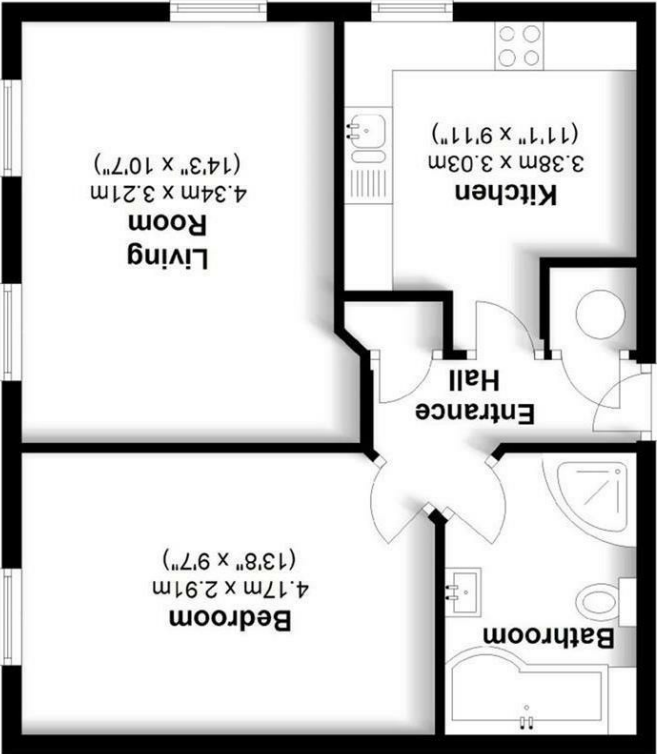 Bathroom
Bedroom
4.17m x 2.91m
(13'8" x 9'7")
Entrance
Hall
Living
Room
4.34m x 3.21m
(14'3" x 10'7")
Kitchen
3.38m x 3.03m
(11'1" x 9'11")